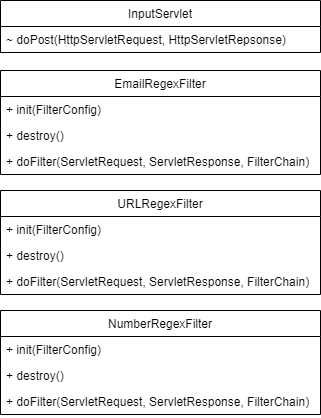 InputServlet
~ doPost(HttpServletRequest, HttpServletRepsonse)
EmailRegexFilter
+ init(FilterConfig)
+ destroy()
+ doFilter(ServletRequest, ServletResponse, FilterChain)
URLRegexFilter
+ init(FilterConfig)
+ destroy()
+ doFilter(ServletRequest, ServletResponse, FilterChain)
NumberRegexFilter
+ init(FilterConfig)
+ destroy()
+ doFilter(ServletRequest, ServletResponse, FilterChain)